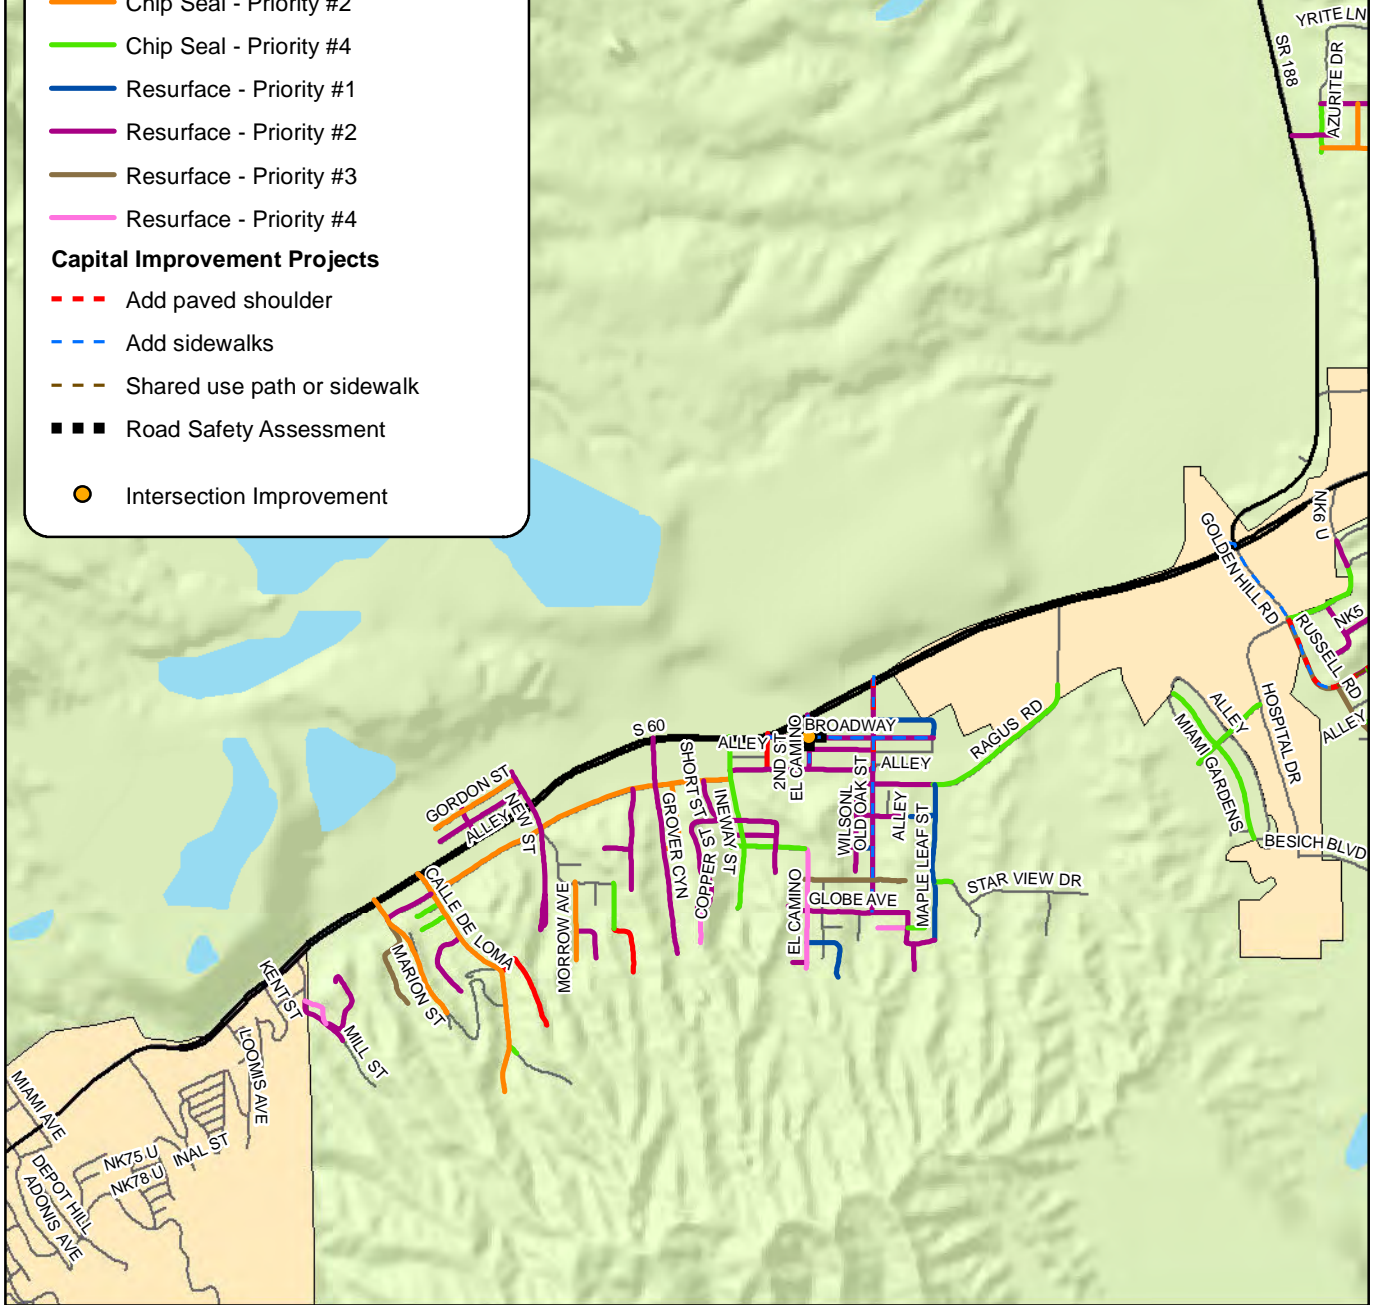 Chip Seal - Priority #2
Chip Seal - Priority #4
Resurface - Priority #1
Resurface - Priority #2
Resurface - Priority #3
Resurface - Priority #4
Capital Improvement Projects
Add paved shoulder
Add sidewalks
Shared use path or sidewalk
Road Safety Assessment
Intersection Improvement
YRITE LN
SR 188
AZURITE DR
NK6 U
GOLDEN HILL RD
NK5
RUSSELL RD
HOSPITAL DR
ALLEY
ALLEY
MIAMI GARDENS
BESICH BLVD
RAGUS RD
S 60
BROADWAY
ALLEY
2ND ST
EL CAMINO
ALLEY
SHORT ST
GORDON ST
ALLEY
NEW ST
GROVER CYN
COPPER ST
INEWAY ST
WILSONL
OLD OAK ST
ALLEY
MAPLE LEAF ST
STAR VIEW DR
GLOBE AVE
EL CAMINO
MORROW AVE
CALLE DE LOMA
MARION ST
KENT ST
MILL ST
LOOMIS AVE
MIAMI AVE
NK75 U
INAL ST
NK78 U
DEPOT HILL
ADONIS AVE